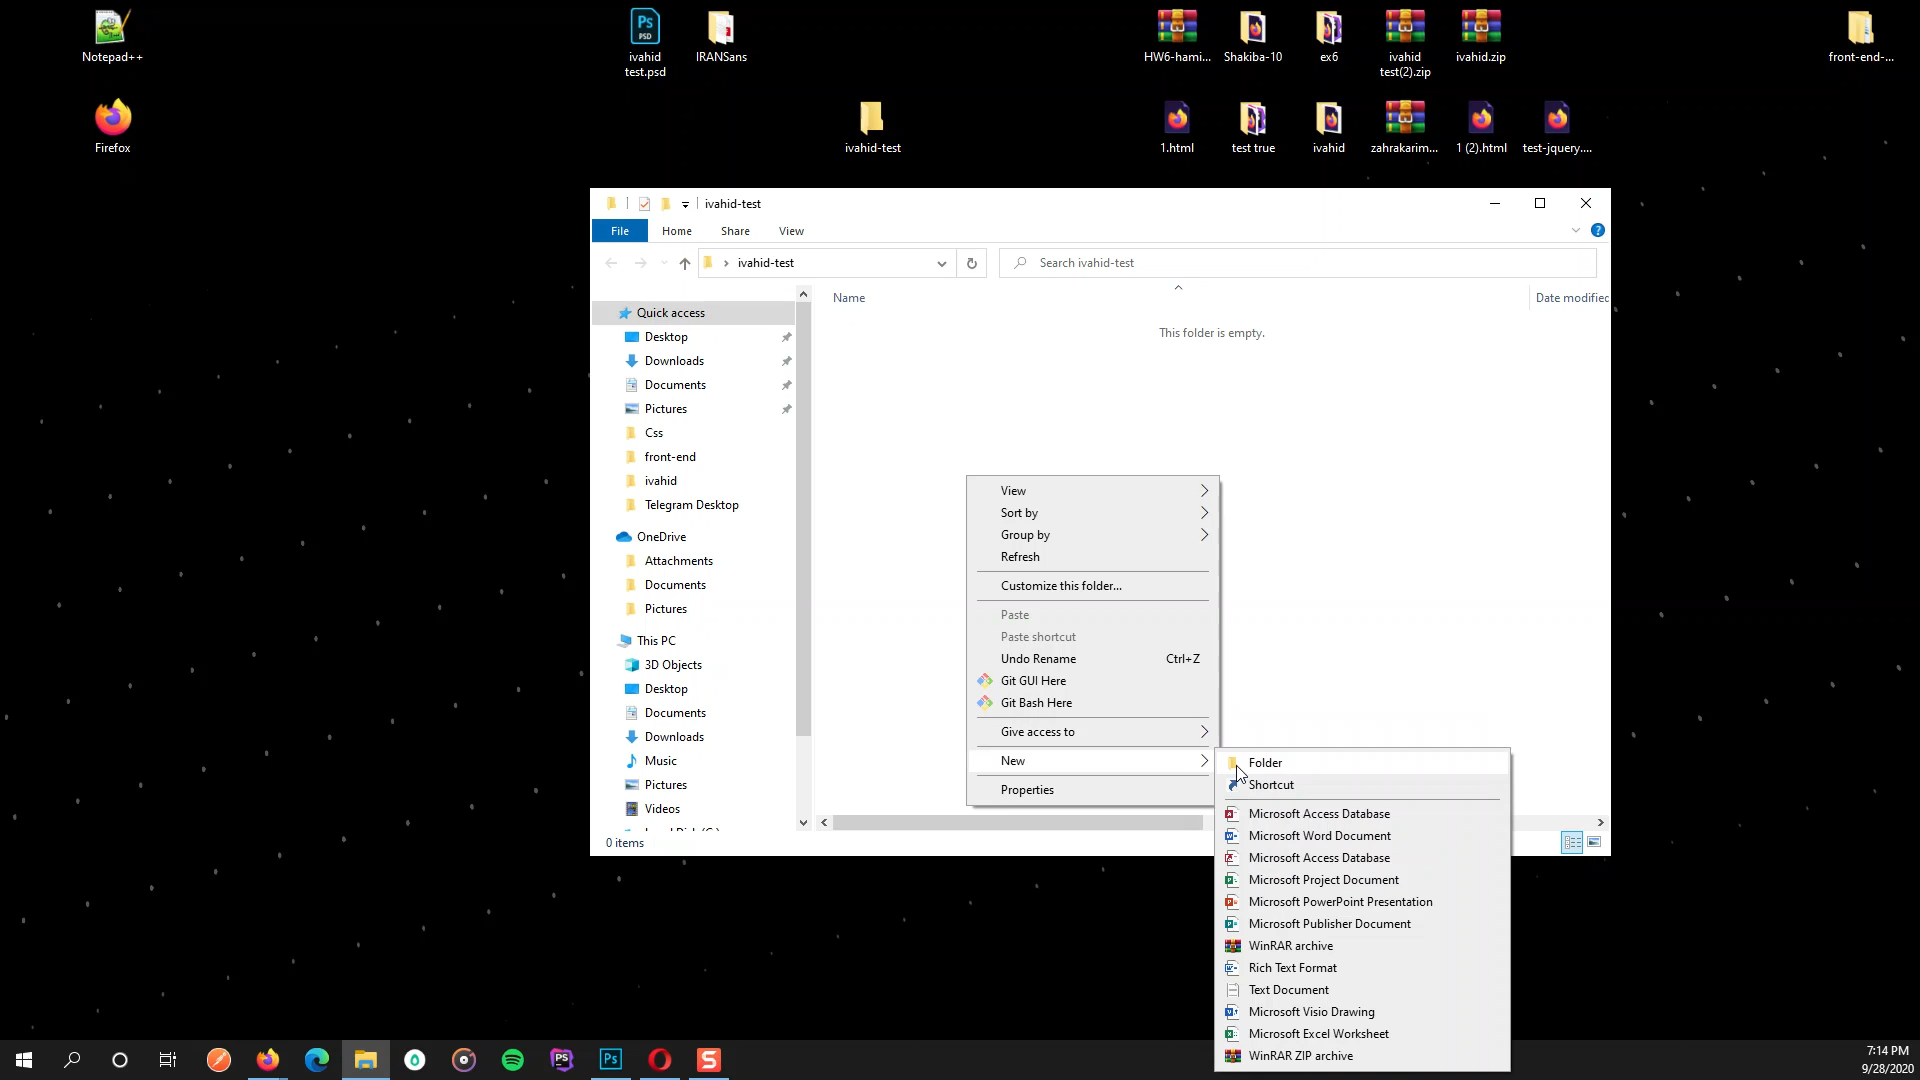 Notepad++
ivahid
test.psd
IRANSans
HW6-hami...
Shakiba-10
ex6
ivahid
test(2).zip
ivahid.zip
front-end-...
Firefox
ivahid-test
1.html
test true
ivahid
zahrakarim...
1 (2).html
test-jquery....
ivahid-test
File
Home
Share
View
ivahid-test
Search ivahid-test
Name
Date modified
This folder is empty.
Quick access
Desktop
Downloads
Documents
Pictures
Css
front-end
ivahid
Telegram Desktop
OneDrive
Attachments
Documents
Pictures
This PC
3D Objects
Desktop
Documents
Downloads
Music
Pictures
Videos
0 items
View
Sort by
Group by
Refresh
Customize this folder...
Paste
Paste shortcut
Undo Rename Ctrl+Z
Git GUI Here
Git Bash Here
Give access to
New
Properties
Folder
Shortcut
Microsoft Access Database
Microsoft Word Document
Microsoft Access Database
Microsoft Project Document
Microsoft PowerPoint Presentation
Microsoft Publisher Document
WinRAR archive
Rich Text Format
Text Document
Microsoft Visio Drawing
Microsoft Excel Worksheet
WinRAR ZIP archive
7:14 PM
9/28/2020